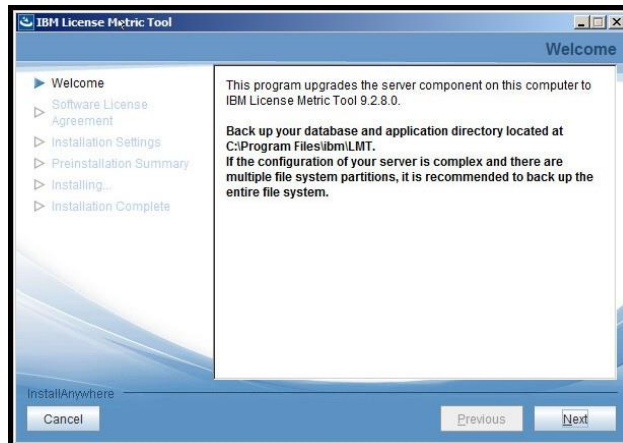 IBM License Metric Tool
Welcome
Welcome
Software License
Agreement
Installation Settings
Preinstallation Summary
Installing...
Installation Complete
This program upgrades the server component on this computer to
IBM License Metric Tool 9.2.8.0.
Back up your database and application directory located at
C:\Program Files\ibm\LMT.
If the configuration of your server is complex and there are
multiple file system partitions, it is recommended to back up the
entire file system.
InstallAnywhere
Cancel
Previous
Next